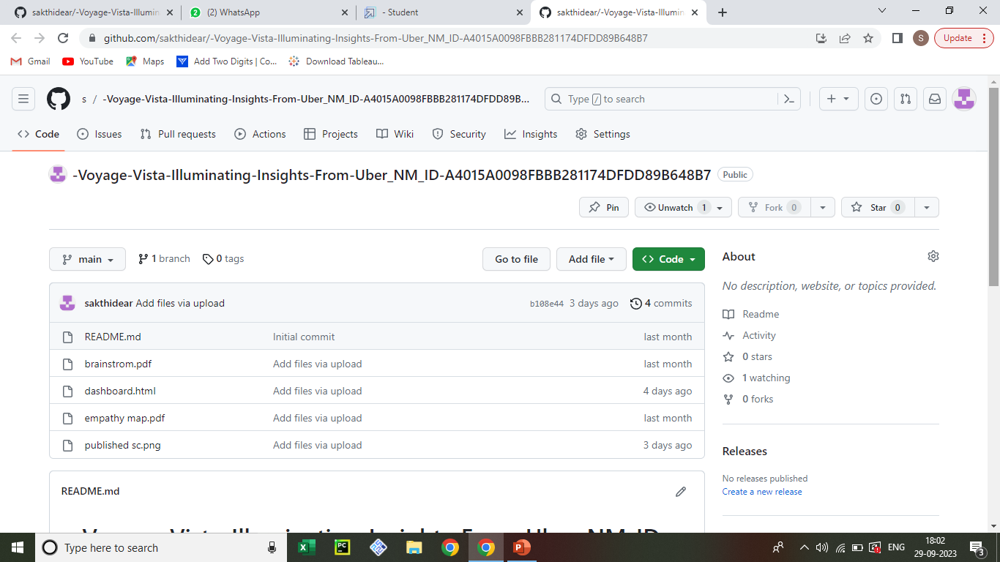 sakthidear/-Voyage-Vista-Illumin
(2) WhatsApp
- Student
sakthidear/-Voyage-Vista-Illumin
github.com/sakthidear/-Voyage-Vista-Illuminating-Insights-From-Uber_NM_ID-A4015A0098FBBB281174DFDD89B648B7
S
Update
Gmail
YouTube
Maps
Add Two Digits | Co...
Download Tableau...
s / -Voyage-Vista-Illuminating-Insights-From-Uber_NM_ID-A4015A0098FBBB281174DFDD89B...
Type / to search
Code
Issues
Pull requests
Actions
Projects
Wiki
Security
Insights
Settings
-Voyage-Vista-Illuminating-Insights-From-Uber_NM_ID-A4015A0098FBBB281174DFDD89B648B7 Public
Pin
Unwatch 1
Fork 0
Star 0
main
1 branch
0 tags
Go to file
Add file
Code
About
No description, website, or topics provided.
sakthidear Add files via upload b108e44 3 days ago 4 commits
README.md Initial commit last month
brainstrom.pdf Add files via upload last month
dashboard.html Add files via upload 4 days ago
empathy map.pdf Add files via upload last month
published sc.png Add files via upload 3 days ago
Readme
Activity
0 stars
1 watching
0 forks
Releases
No releases published
Create a new release
README.md
-Voyage-Vista-Illuminating-Insights-From-Uber_NM_ID-
Type here to search
PC
ENG
18:02
29-09-2023
3